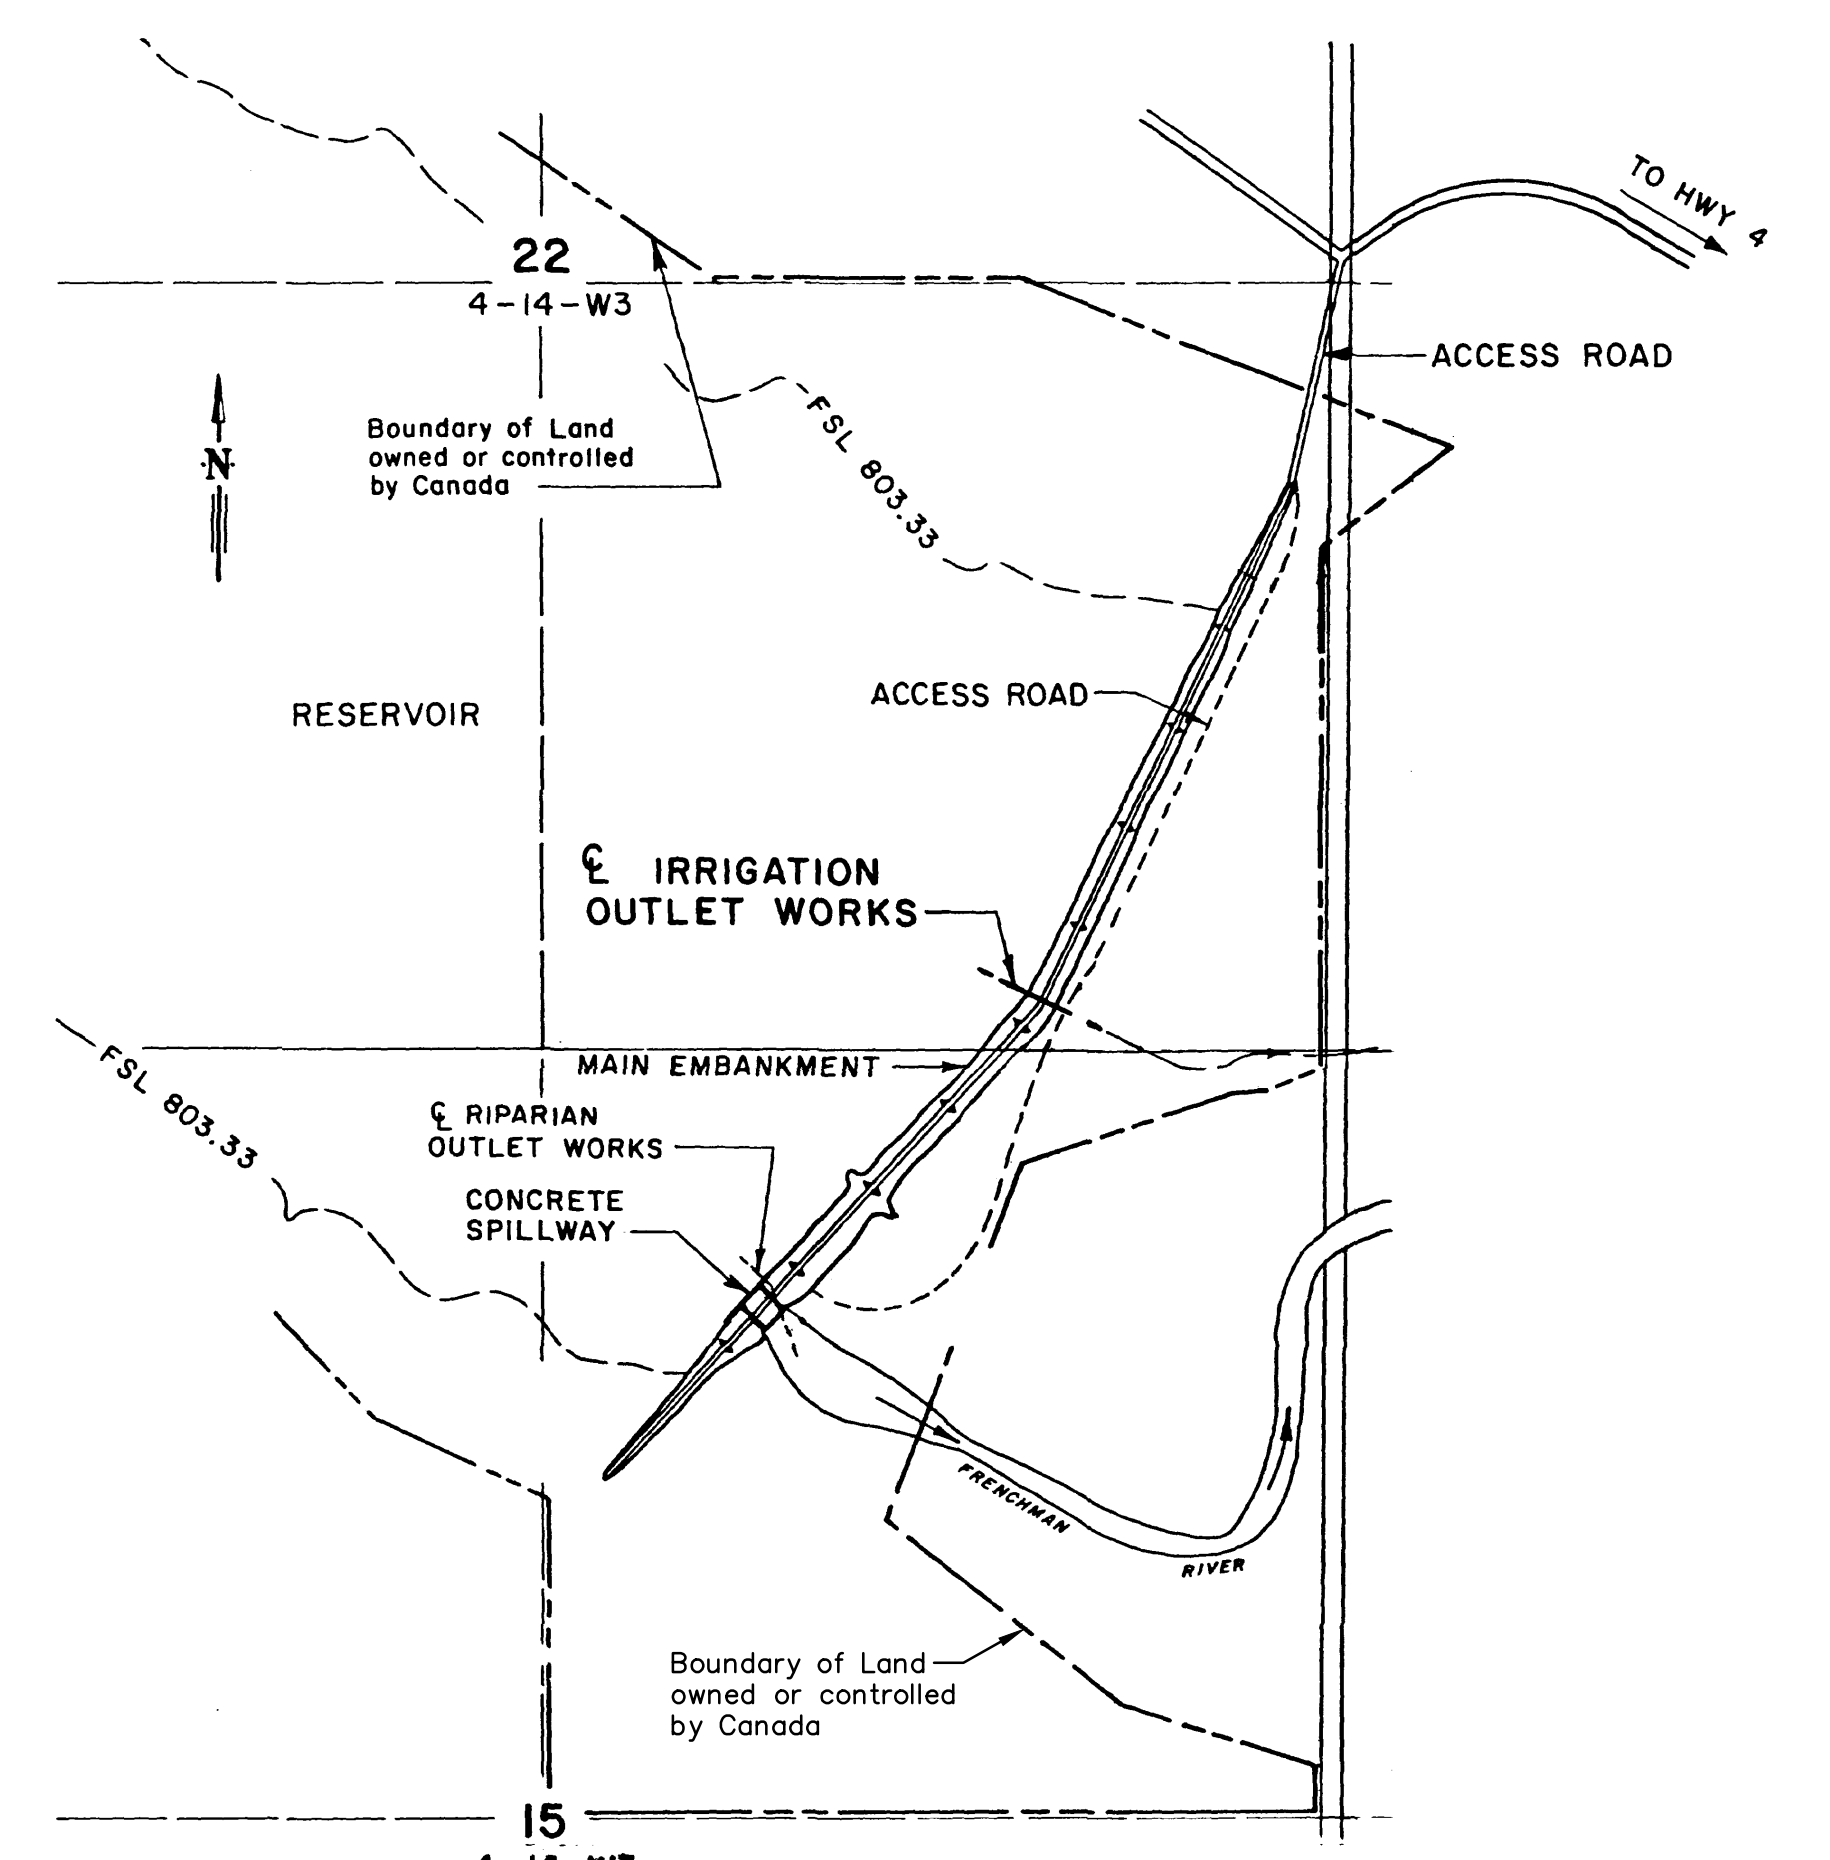 TO HWY 4
22
4-14-W3
ACCESS ROAD
Boundary of Land
owned or controlled
by Canada
FSL 803.33
N
ACCESS ROAD
RESERVOIR
℄ IRRIGATION
OUTLET WORKS
MAIN EMBANKMENT
FSL 803.33
℄ RIPARIAN
OUTLET WORKS
CONCRETE
SPILLWAY
FRENCHMAN
RIVER
Boundary of Land
owned or controlled
by Canada
15